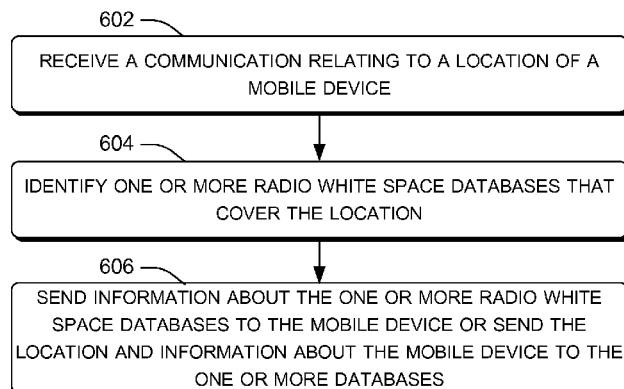 602
RECEIVE A COMMUNICATION RELATING TO A LOCATION OF A
MOBILE DEVICE
604
IDENTIFY ONE OR MORE RADIO WHITE SPACE DATABASES THAT
COVER THE LOCATION
606
SEND INFORMATION ABOUT THE ONE OR MORE RADIO WHITE
SPACE DATABASES TO THE MOBILE DEVICE OR SEND THE
LOCATION AND INFORMATION ABOUT THE MOBILE DEVICE TO THE
ONE OR MORE DATABASES